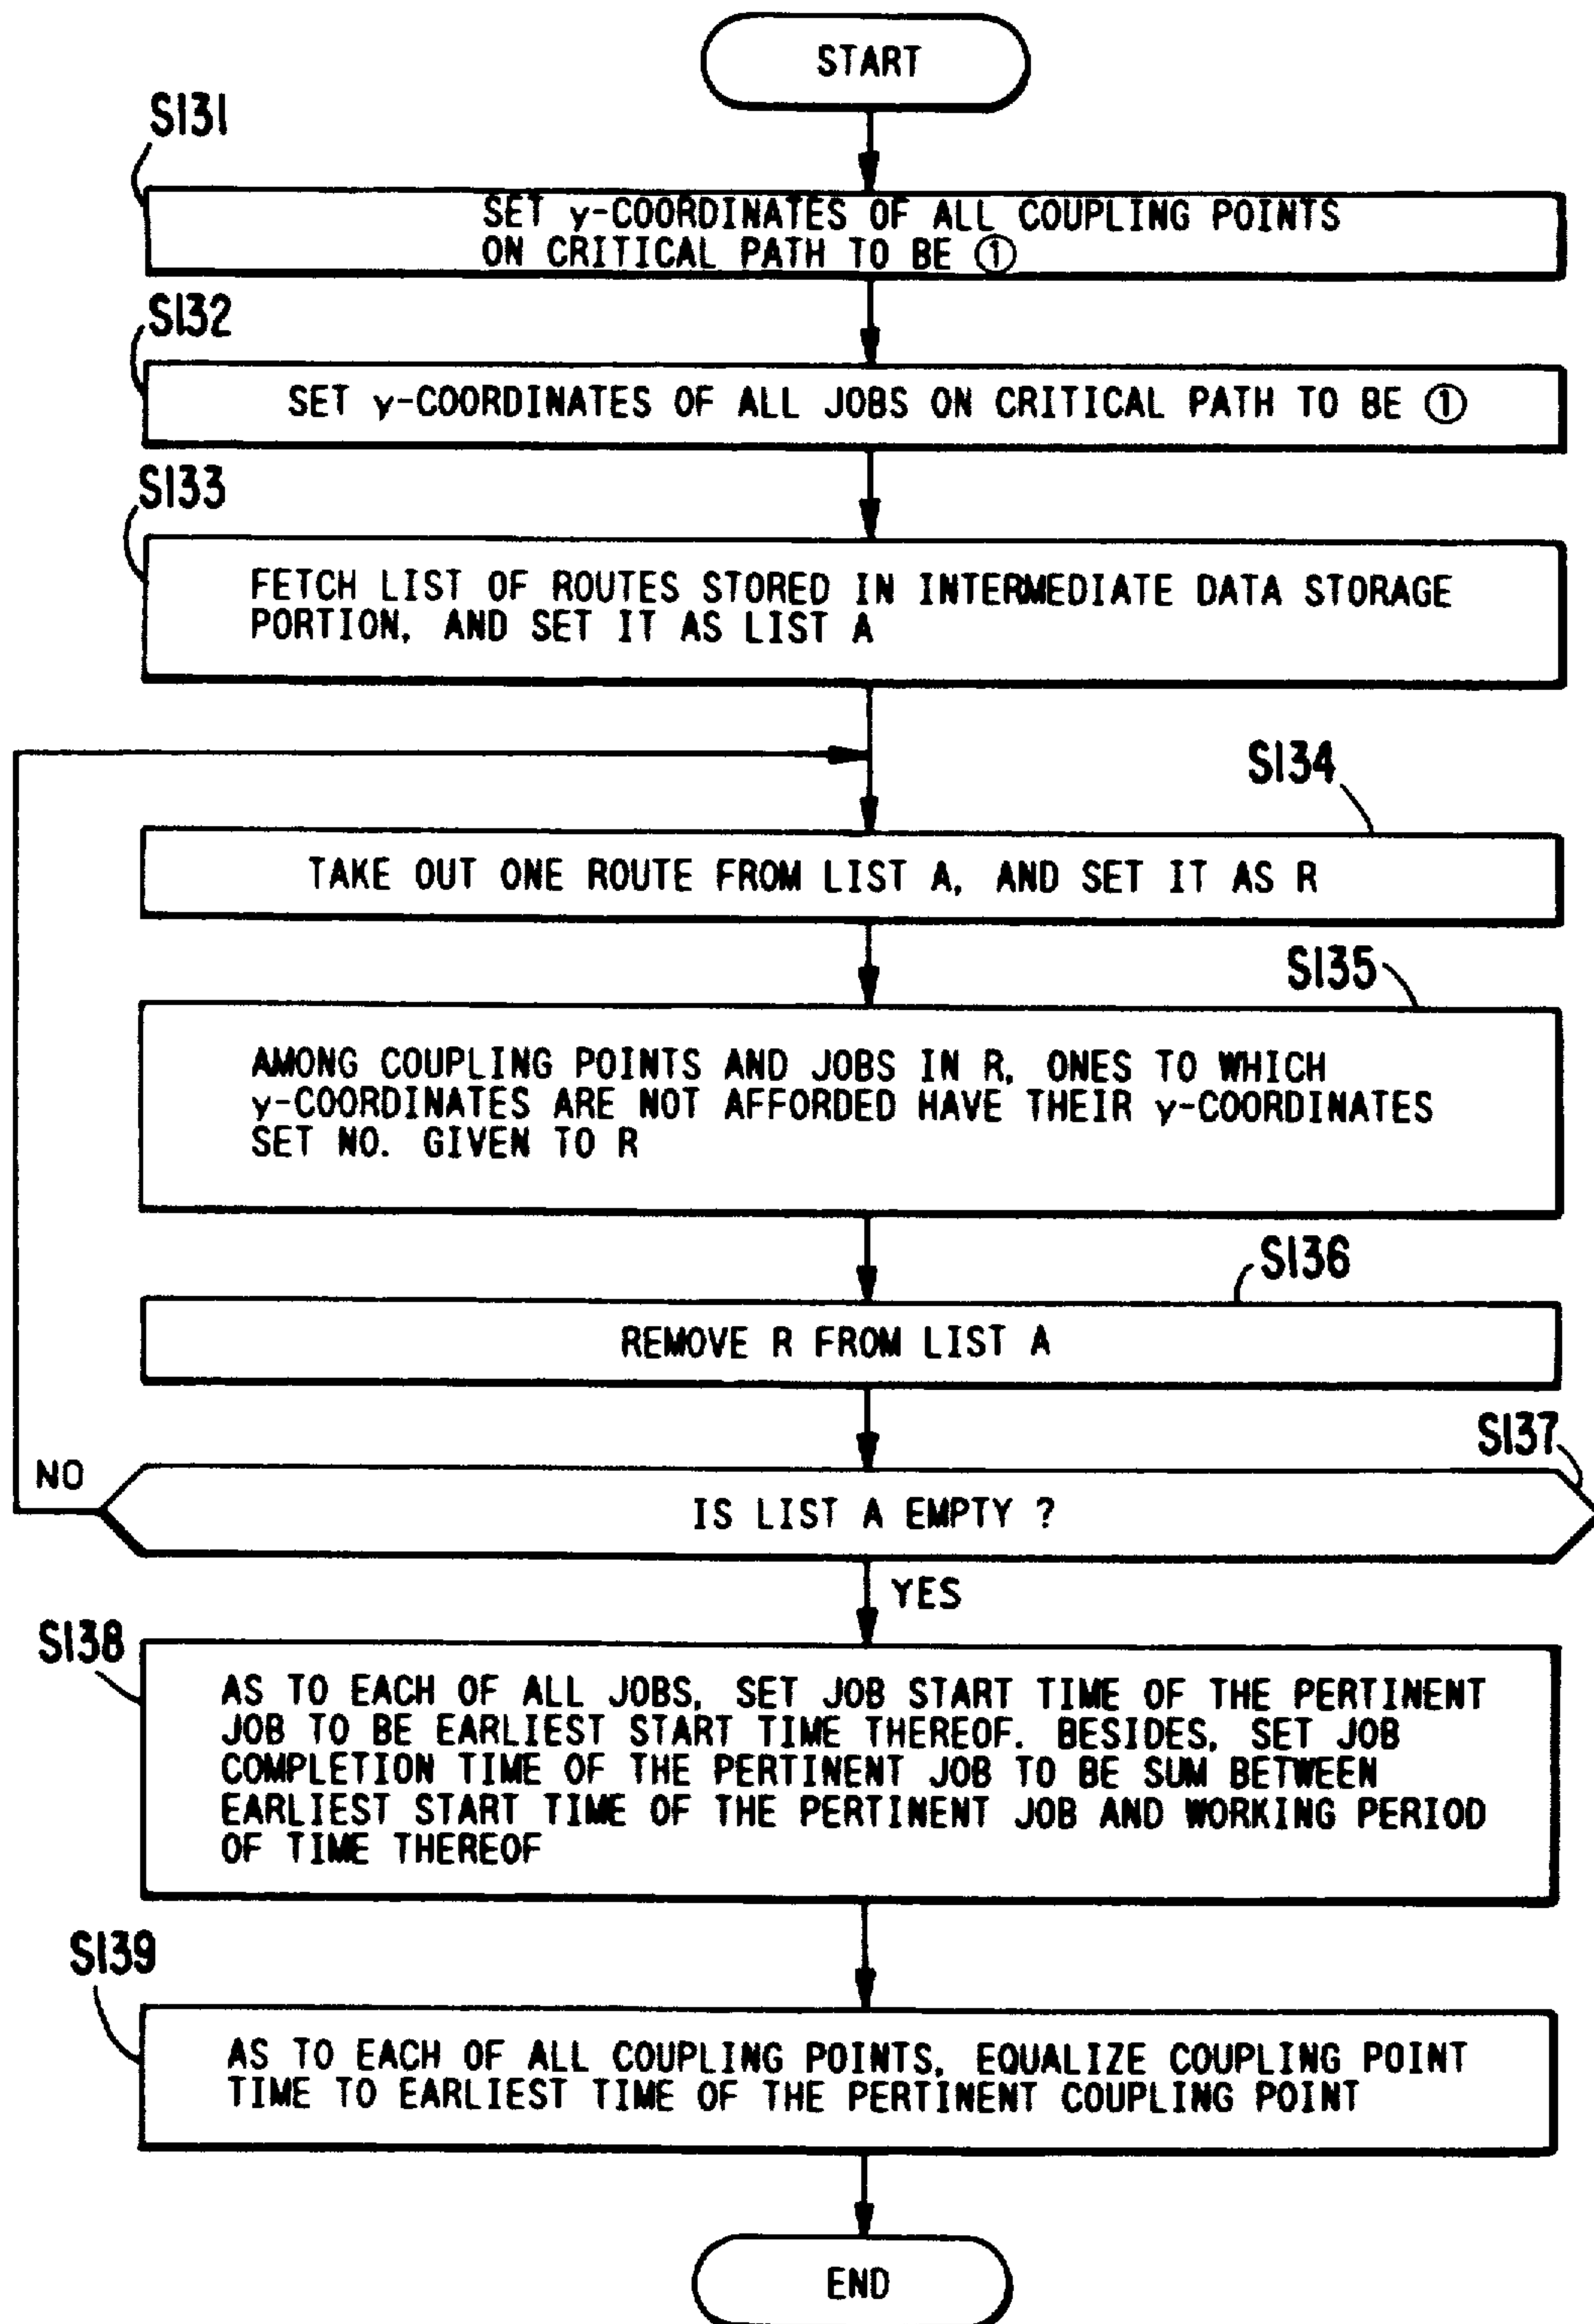 START
S131
SET y-COORDINATES OF ALL COUPLING POINTS
ON CRITICAL PATH TO BE ①
S132
SET y-COORDINATES OF ALL JOBS ON CRITICAL PATH TO BE ①
S133
FETCH LIST OF ROUTES STORED IN INTERMEDIATE DATA STORAGE
PORTION, AND SET IT AS LIST A
S134
TAKE OUT ONE ROUTE FROM LIST A, AND SET IT AS R
S135
AMONG COUPLING POINTS AND JOBS IN R, ONES TO WHICH
y-COORDINATES ARE NOT AFFORDED HAVE THEIR y-COORDINATES
SET NO. GIVEN TO R
S136
REMOVE R FROM LIST A
S137
NO
IS LIST A EMPTY ?
YES
S138
AS TO EACH OF ALL JOBS, SET JOB START TIME OF THE PERTINENT
JOB TO BE EARLIEST START TIME THEREOF. BESIDES, SET JOB
COMPLETION TIME OF THE PERTINENT JOB TO BE SUM BETWEEN
EARLIEST START TIME OF THE PERTINENT JOB AND WORKING PERIOD
OF TIME THEREOF
S139
AS TO EACH OF ALL COUPLING POINTS, EQUALIZE COUPLING POINT
TIME TO EARLIEST TIME OF THE PERTINENT COUPLING POINT
END